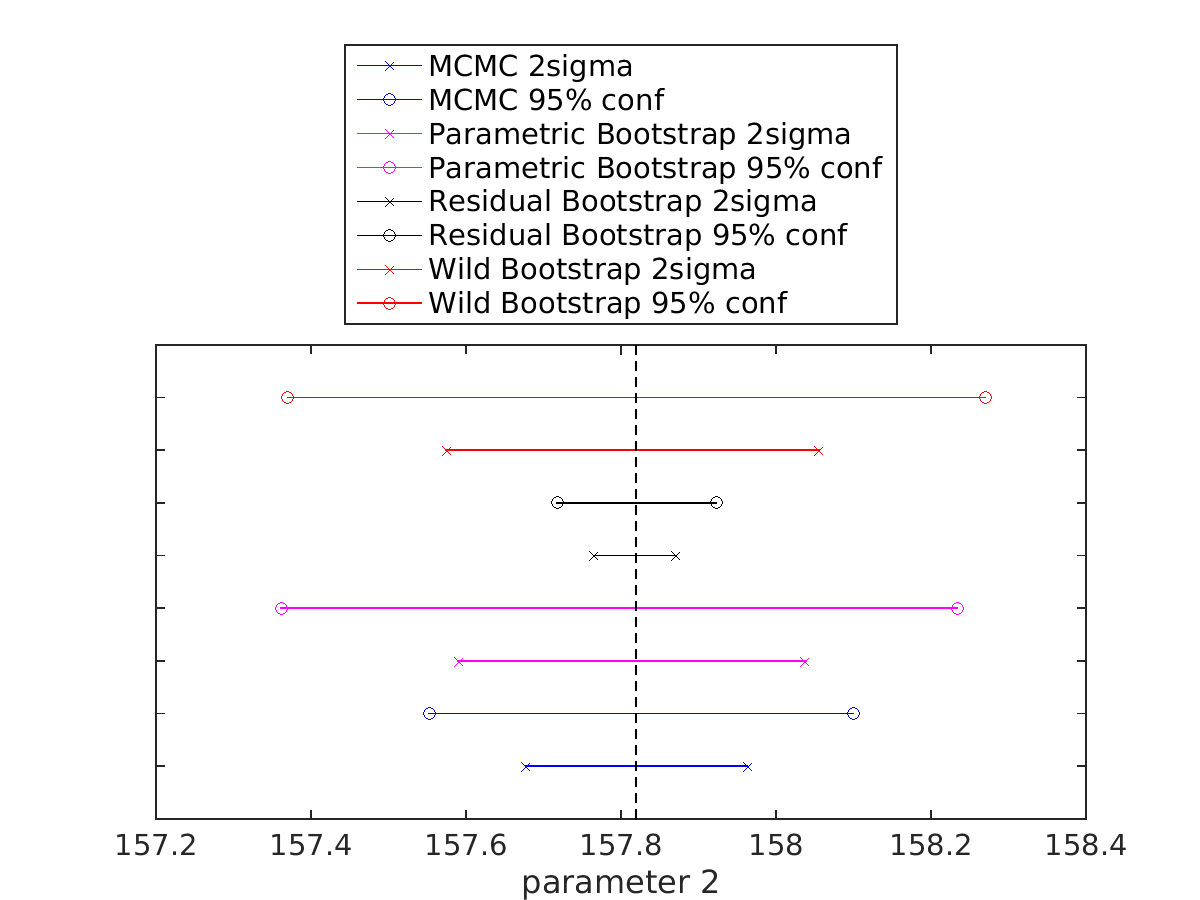 MCMC 2sigma
MCMC 95% conf
Parametric Bootstrap 2sigma
Parametric Bootstrap 95% conf
Residual Bootstrap 2sigma
Residual Bootstrap 95% conf
Wild Bootstrap 2sigma
Wild Bootstrap 95% conf
157.2 157.4 157.6 157.8 158 158.2 158.4
parameter 2